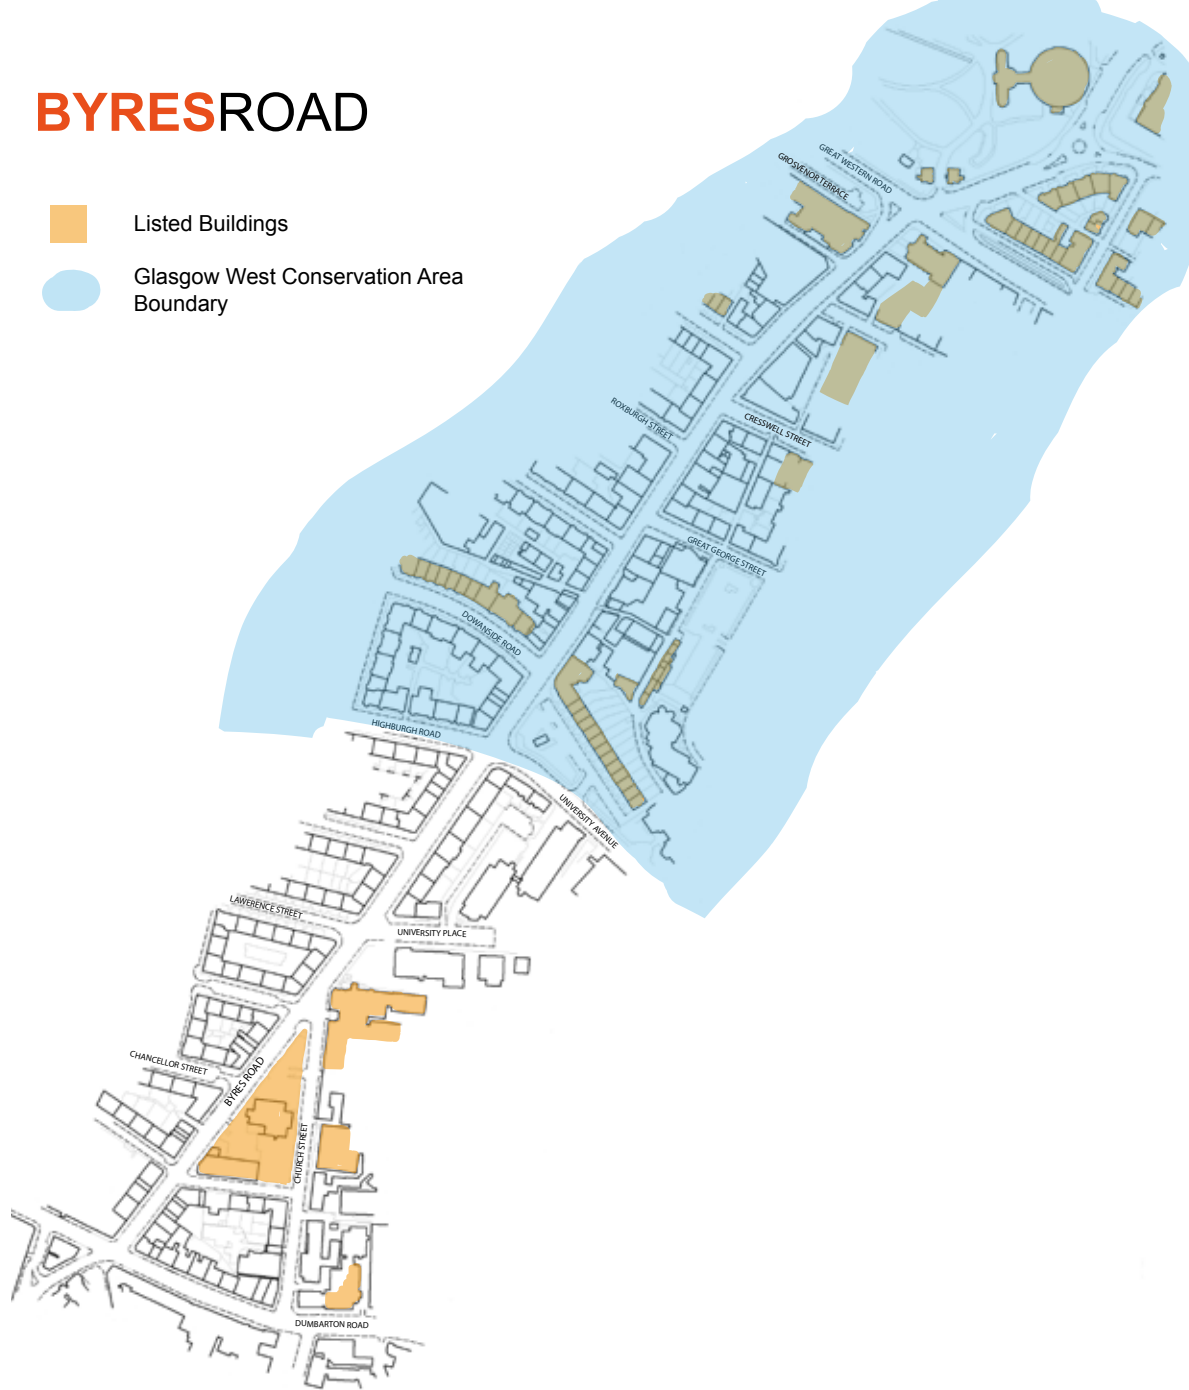 BYRESROAD
Listed Buildings
Glasgow West Conservation Area
Boundary
GREAT WESTERN ROAD
GROSVENOR TERRACE
ROXBURGH STREET
CRESSWELL STREET
GREAT GEORGE STREET
DOWANSIDE ROAD
HIGHBURGH ROAD
UNIVERSITY AVENUE
LAWERENCE STREET
UNIVERSITY PLACE
CHANCELLOR STREET
BYRES ROAD
CHURCH STREET
DUMBARTON ROAD